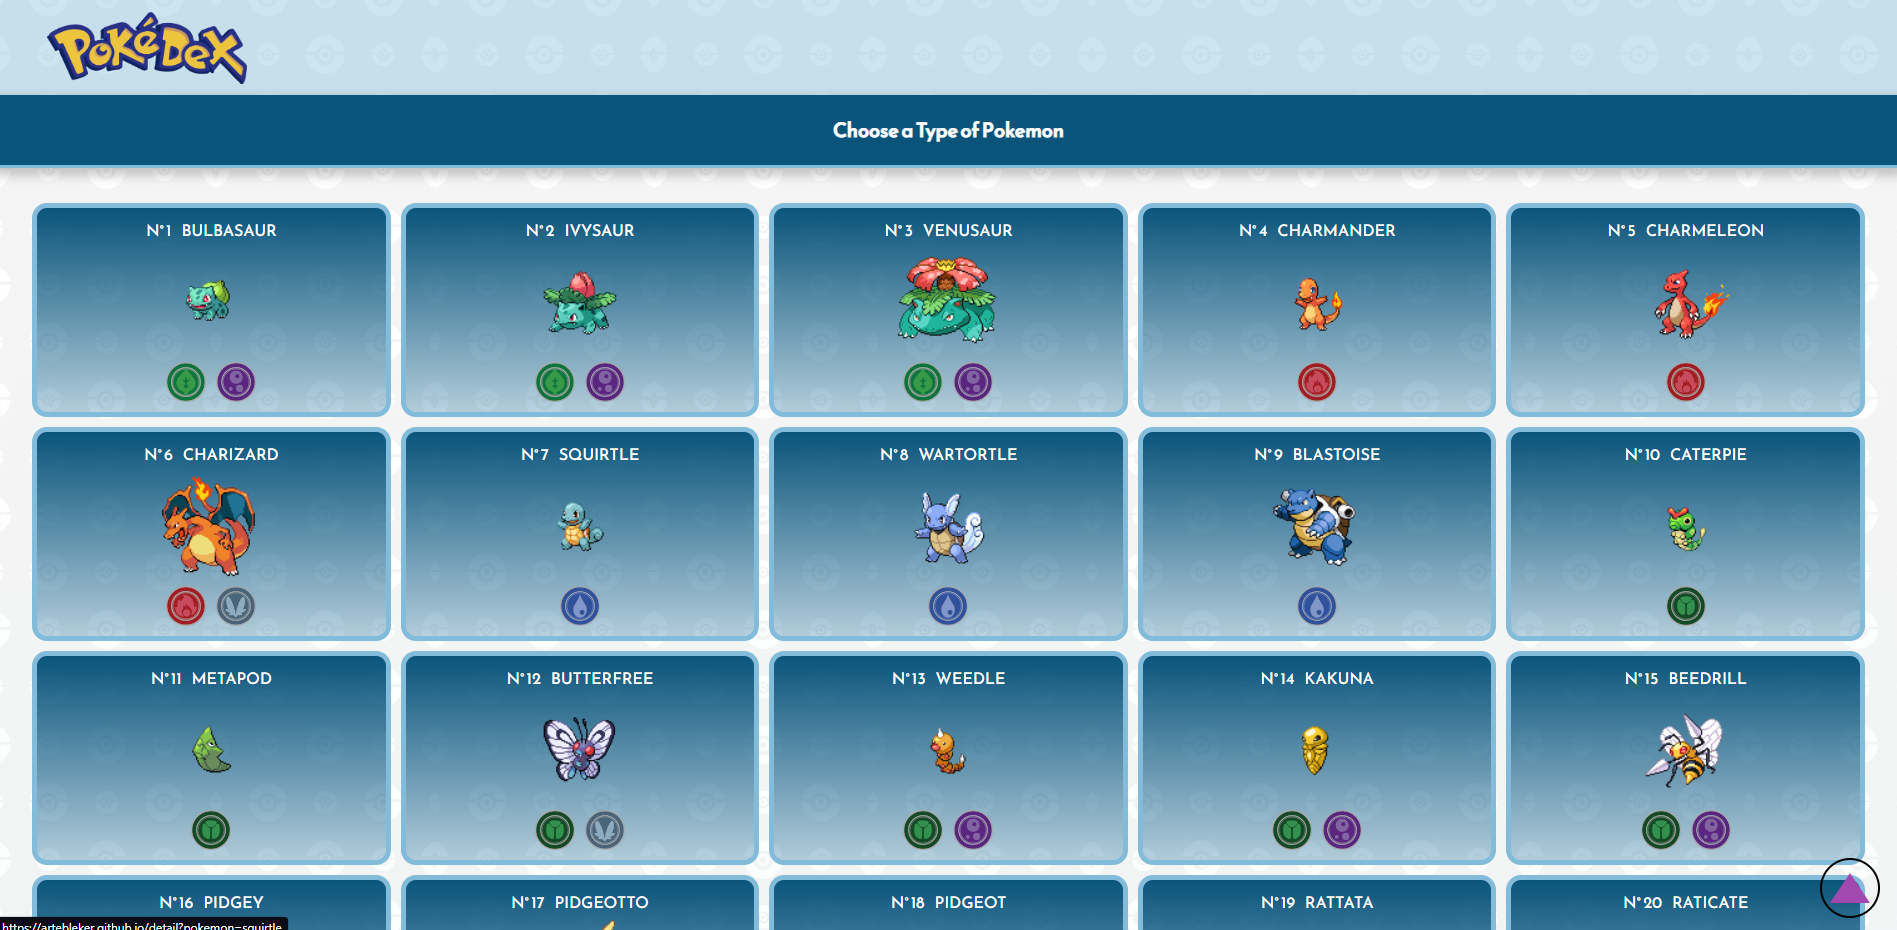 PoKéDeX
Choose a Type of Pokemon
N°1 BULBASAUR
N°2 IVYSAUR
N°3 VENUSAUR
N°4 CHARMANDER
N°5 CHARMELEON
N°6 CHARIZARD
N°7 SQUIRTLE
N°8 WARTORTLE
N°9 BLASTOISE
N°10 CATERPIE
N°11 METAPOD
N°12 BUTTERFREE
N°13 WEEDLE
N°14 KAKUNA
N°15 BEEDRILL
N°16 PIDGEY
N°17 PIDGEOTTO
N°18 PIDGEOT
N°19 RATTATA
N°20 RATICATE
https://artebleker.github.io/detail?pokemon=squirtle